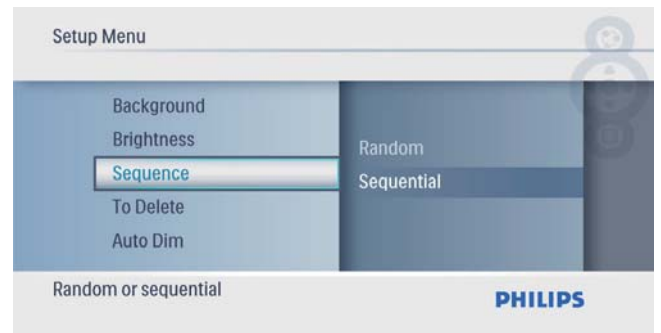 Setup Menu
Background
Brightness
Sequence
To Delete
Auto Dim
Random
Sequential
Random or sequential
PHILIPS